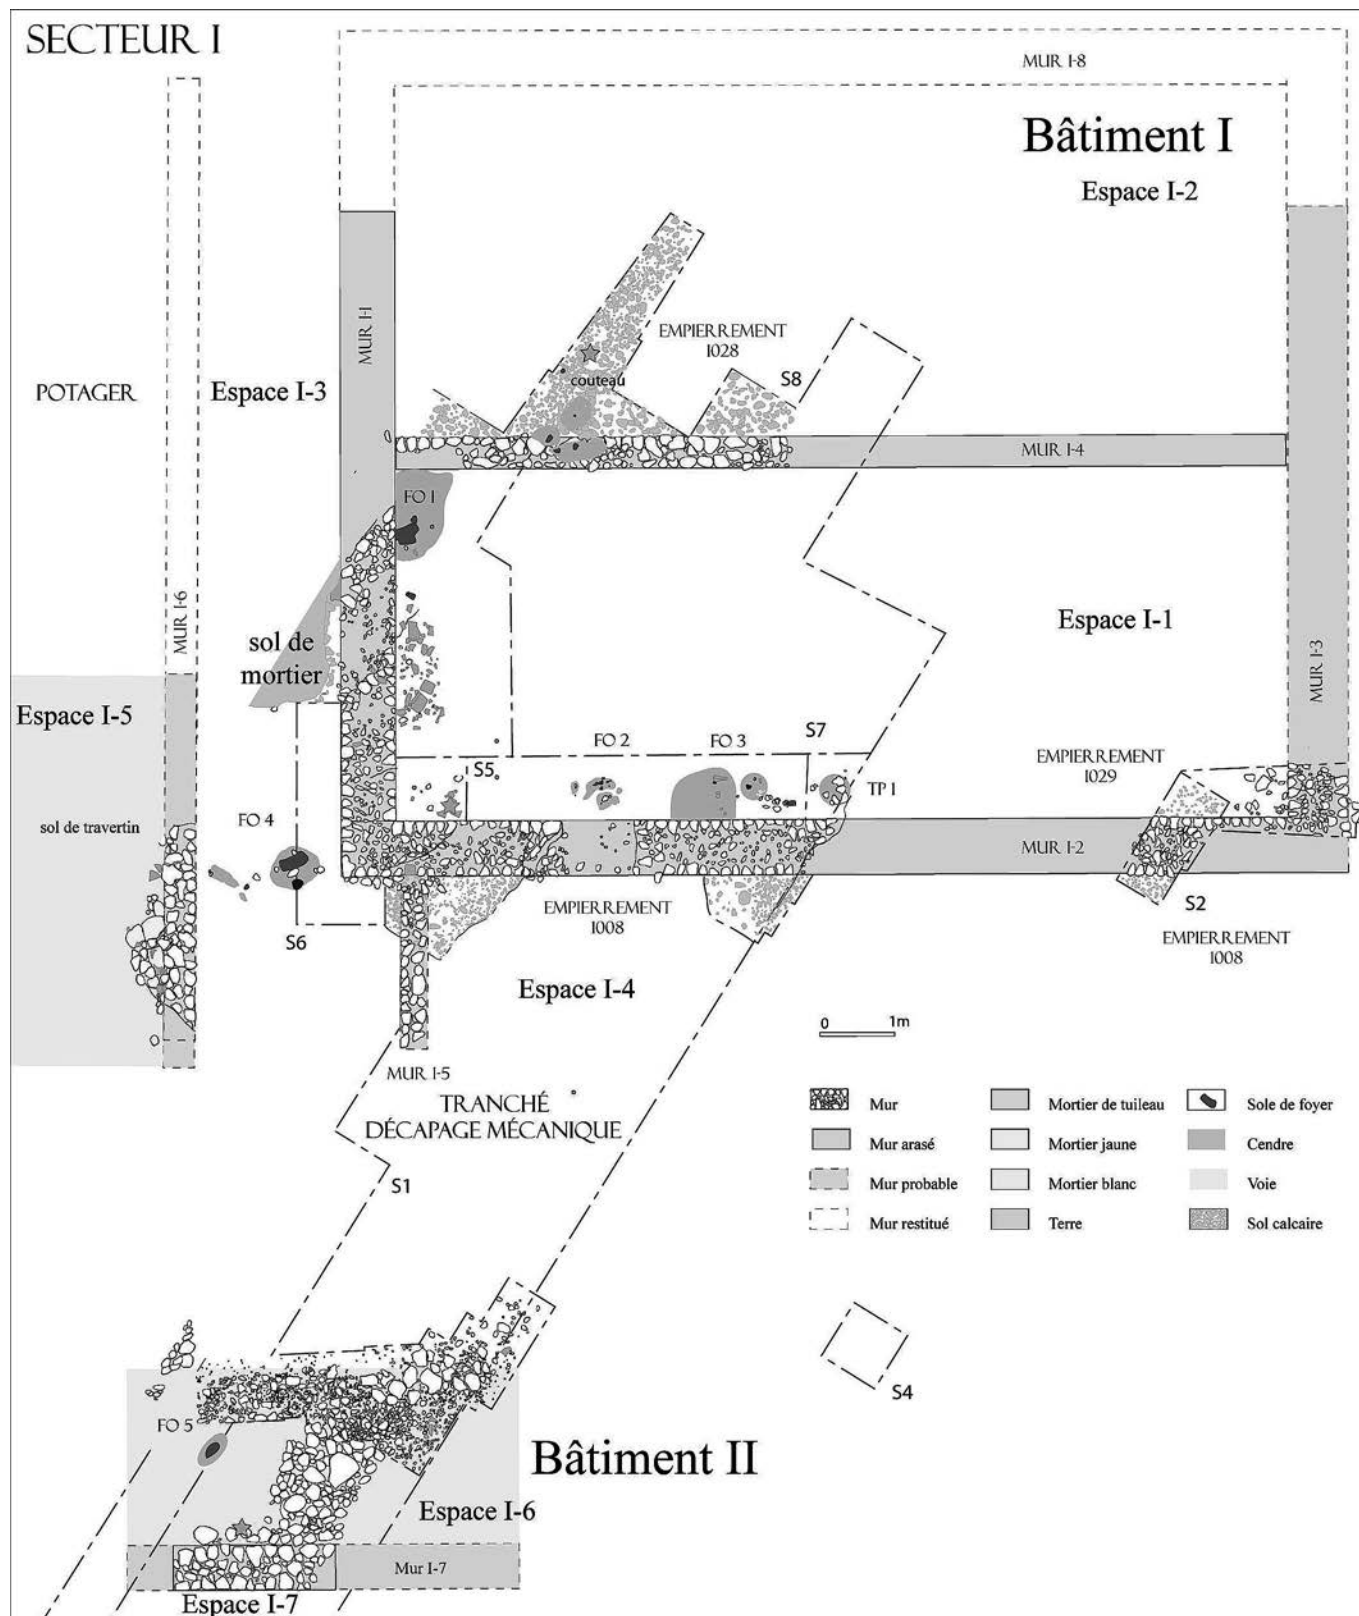 SECTEUR I
MUR I-8
Bâtiment I
Espace I-2
MUR I-1
EMPIERREMENT
1028
POTAGER
Espace I-3
couteau
S8
MUR I-4
FO 1
MUR I-6
sol de
mortier
Espace I-1
MUR I-3
Espace I-5
FO 2
FO 3
S7
S5
EMPIERREMENT
1029
TP 1
sol de travertin
FO 4
MUR I-2
EMPIERREMENT
1008
S2
S6
EMPIERREMENT
1008
Espace I-4
0 1m
MUR I-5
TRANCHÉ
DÉCAPAGE MÉCANIQUE
S1
Mur
Mur arasé
Mur probable
Mur restitué
Mortier de tuileau
Mortier jaune
Mortier blanc
Terre
Sole de foyer
Cendre
Voie
Sol calcaire
S4
FO 5
Bâtiment II
Espace I-6
Mur I-7
Espace I-7